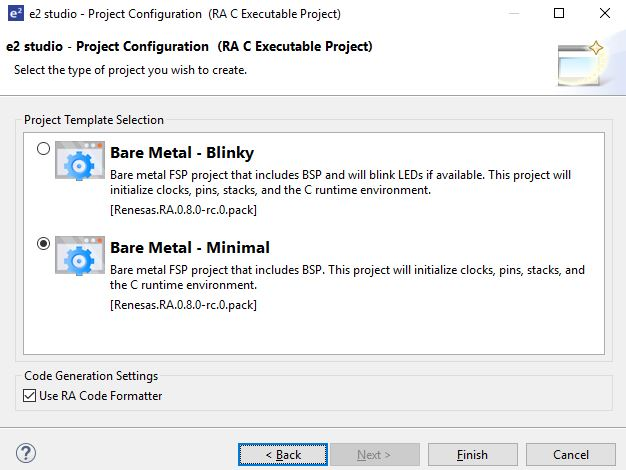 e2 e2 studio - Project Configuration (RA C Executable Project)
e2 studio - Project Configuration (RA C Executable Project)
Select the type of project you wish to create.
Project Template Selection
Bare Metal - Blinky
Bare metal FSP project that includes BSP and will blink LEDs if available. This project will
initialize clocks, pins, stacks, and the C runtime environment.
[Renesas.RA.0.8.0-rc.0.pack]
Bare Metal - Minimal
Bare metal FSP project that includes BSP. This project will initialize clocks, pins, stacks, and
the C runtime environment.
[Renesas.RA.0.8.0-rc.0.pack]
Code Generation Settings
Use RA Code Formatter
? < Back Next > Finish Cancel